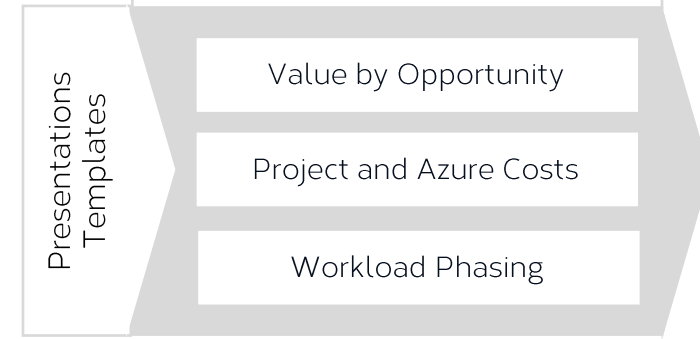 Presentations
Templates
Value by Opportunity
Project and Azure Costs
Workload Phasing